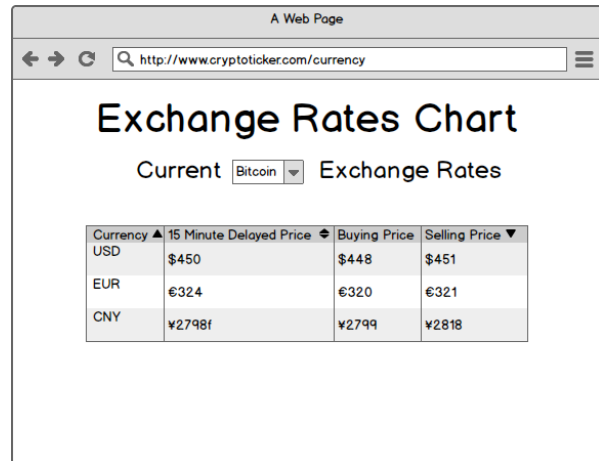 A Web Page
http://www.cryptoticker.com/currency
Exchange Rates Chart
Current Bitcoin Exchange Rates
Currency 15 Minute Delayed Price Buying Price Selling Price
USD $450 $448 $451
EUR €324 €320 €321
CNY ¥2798f ¥2799 ¥2818